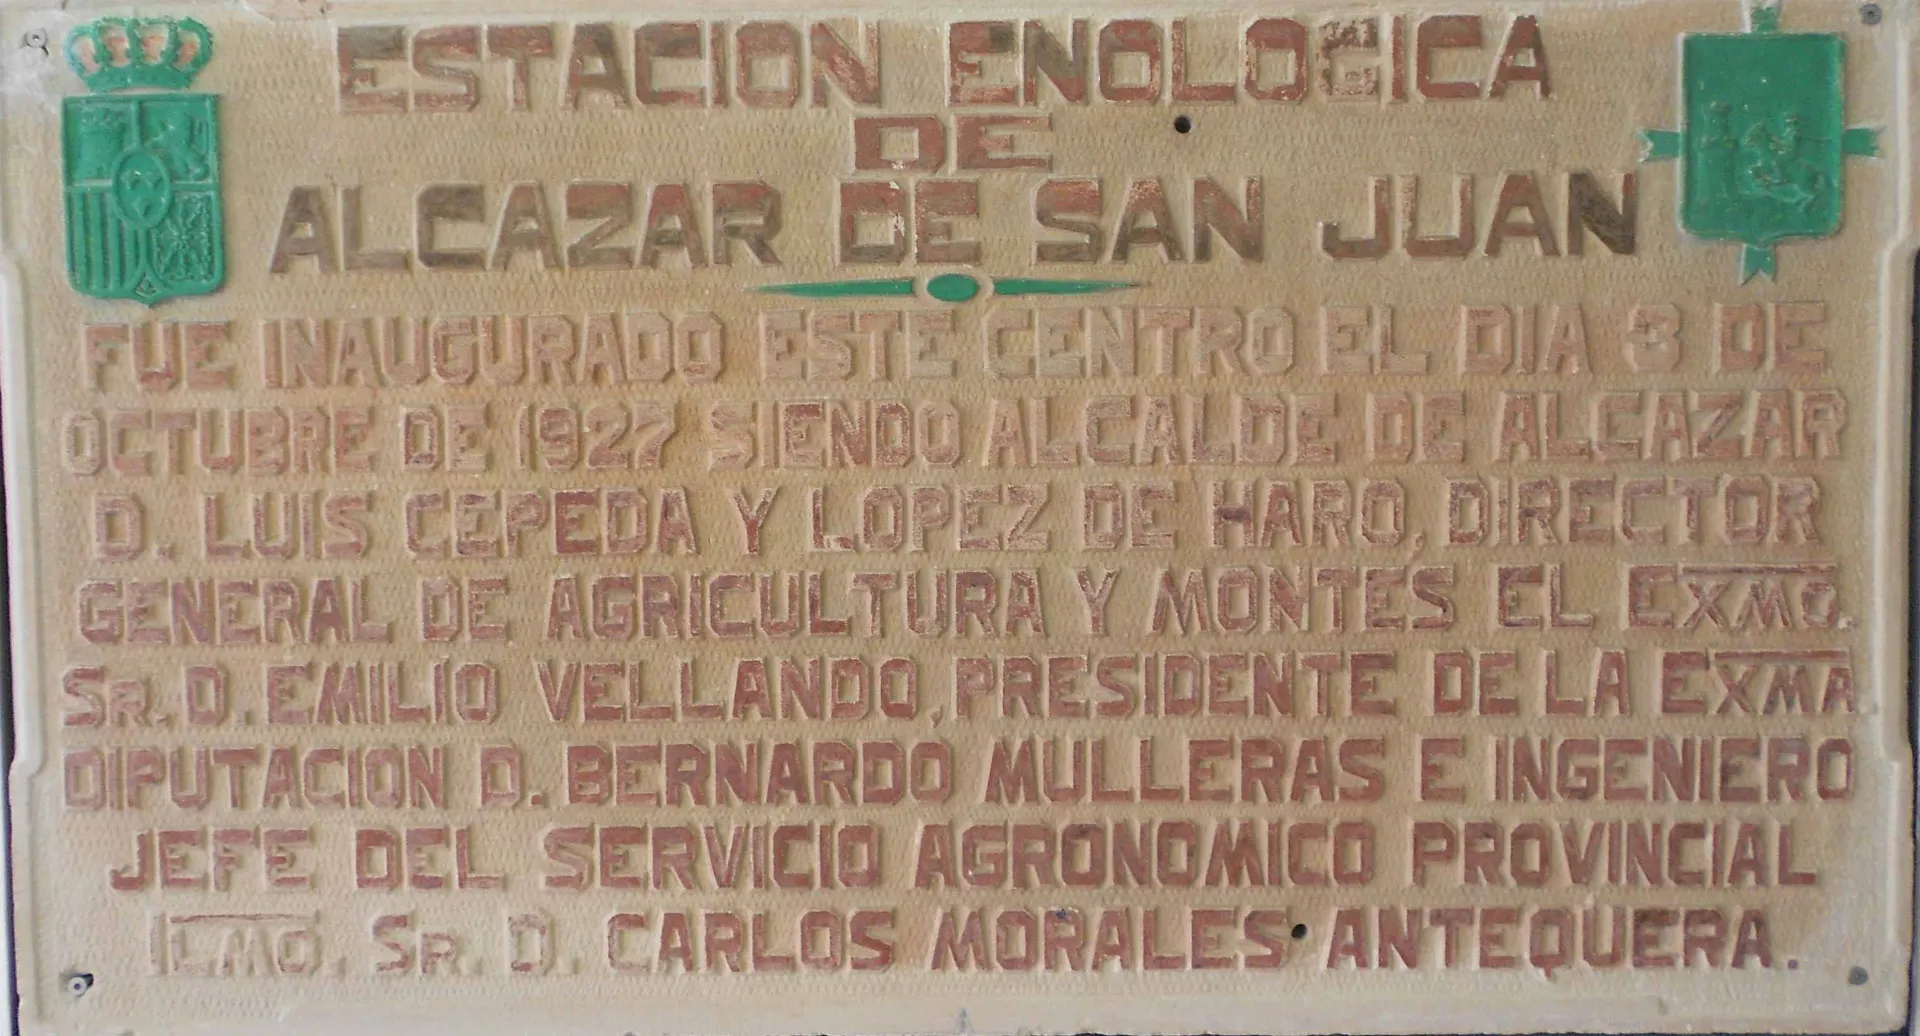 ESTACION ENOLOGICA
DE
ALCAZAR DE SAN JUAN
FUE INAUGURADO ESTE CENTRO EL DIA 3 DE
OCTUBRE DE 1927 SIENDO ALCALDE DE ALCAZAR
D. LUIS CEPEDA Y LOPEZ DE HARO, DIRECTOR
GENERAL DE AGRICULTURA Y MONTES EL EXMO.
SR. D. EMILIO VELLANDO, PRESIDENTE DE LA EXMA.
DIPUTACION D. BERNARDO MULLERAS E INGENIERO
JEFE DEL SERVICIO AGRONOMICO PROVINCIAL
ILMO. SR. D. CARLOS MORALES ANTEQUERA.